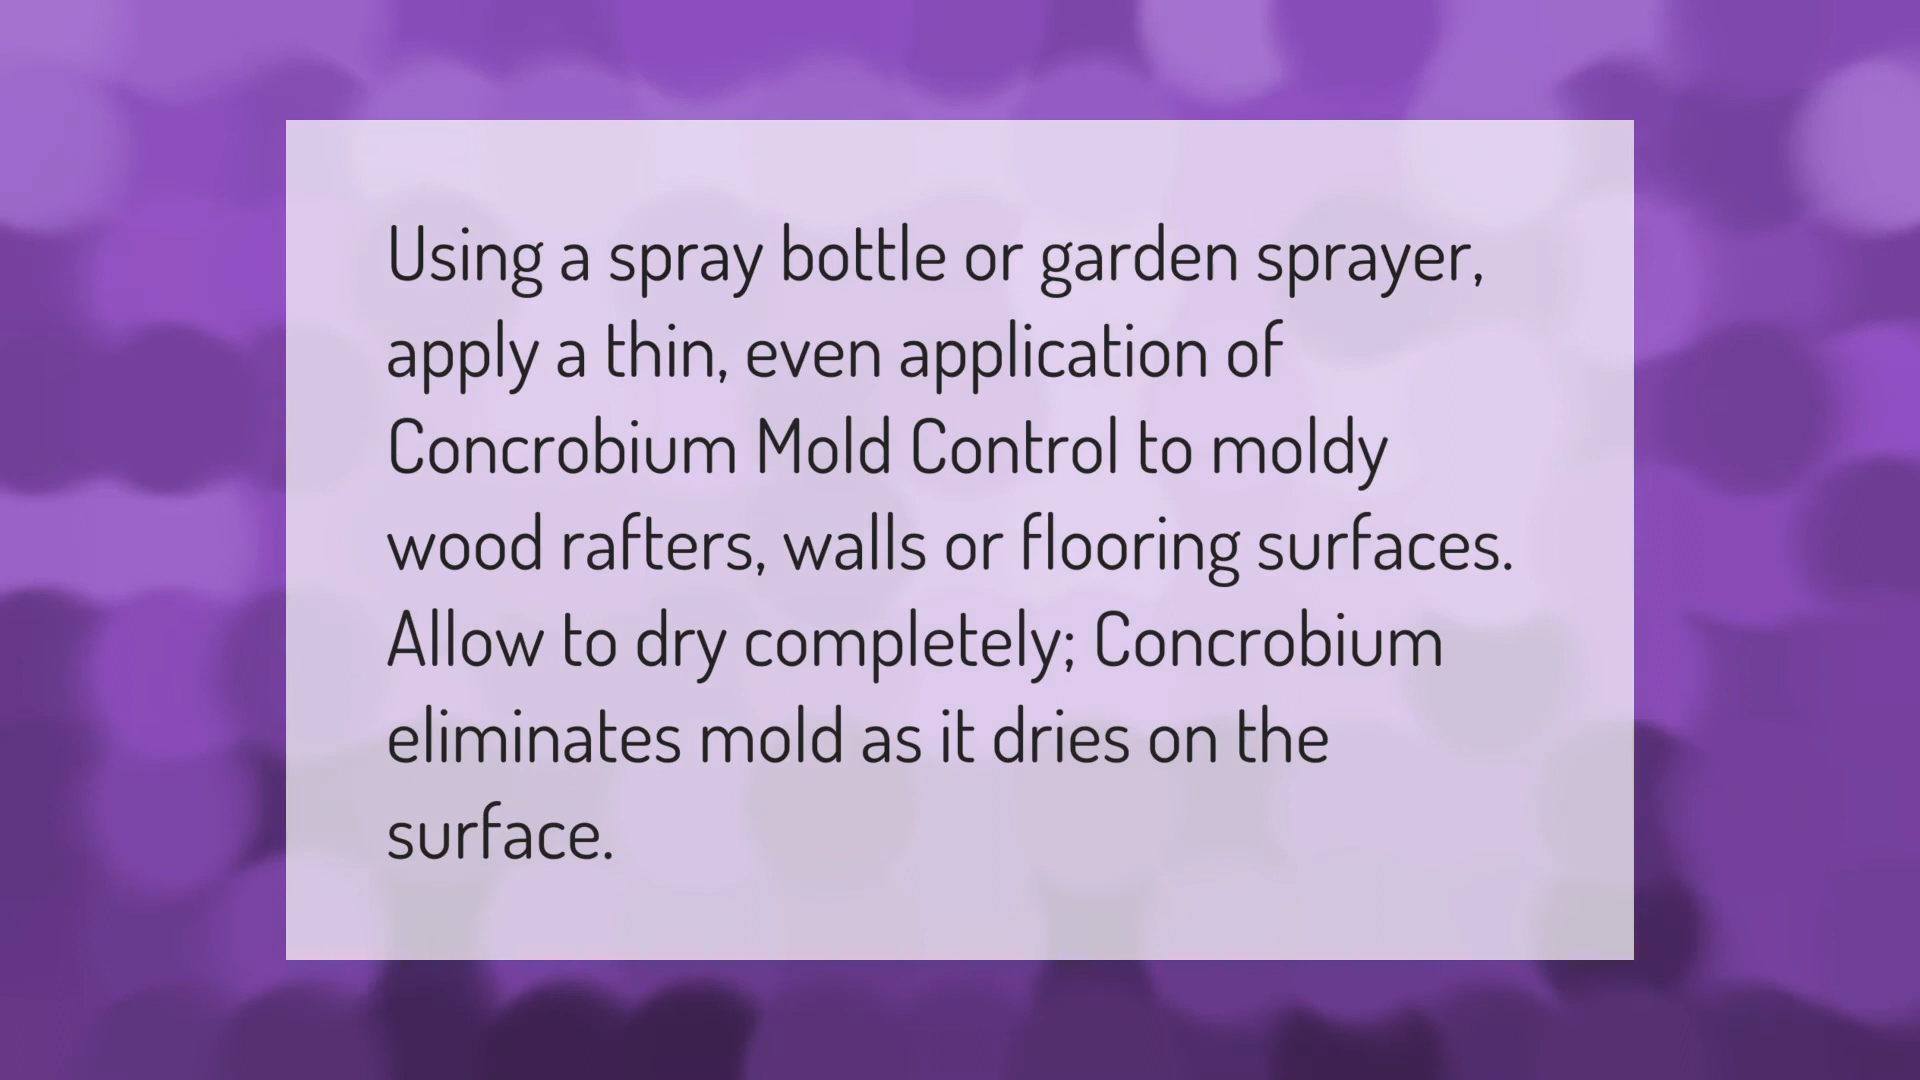 Using a spray bottle or garden sprayer,
apply a thin, even application of
Concrobium Mold Control to moldy
wood rafters, walls or flooring surfaces.
Allow to dry completely; Concrobium
eliminates mold as it dries on the
surface.